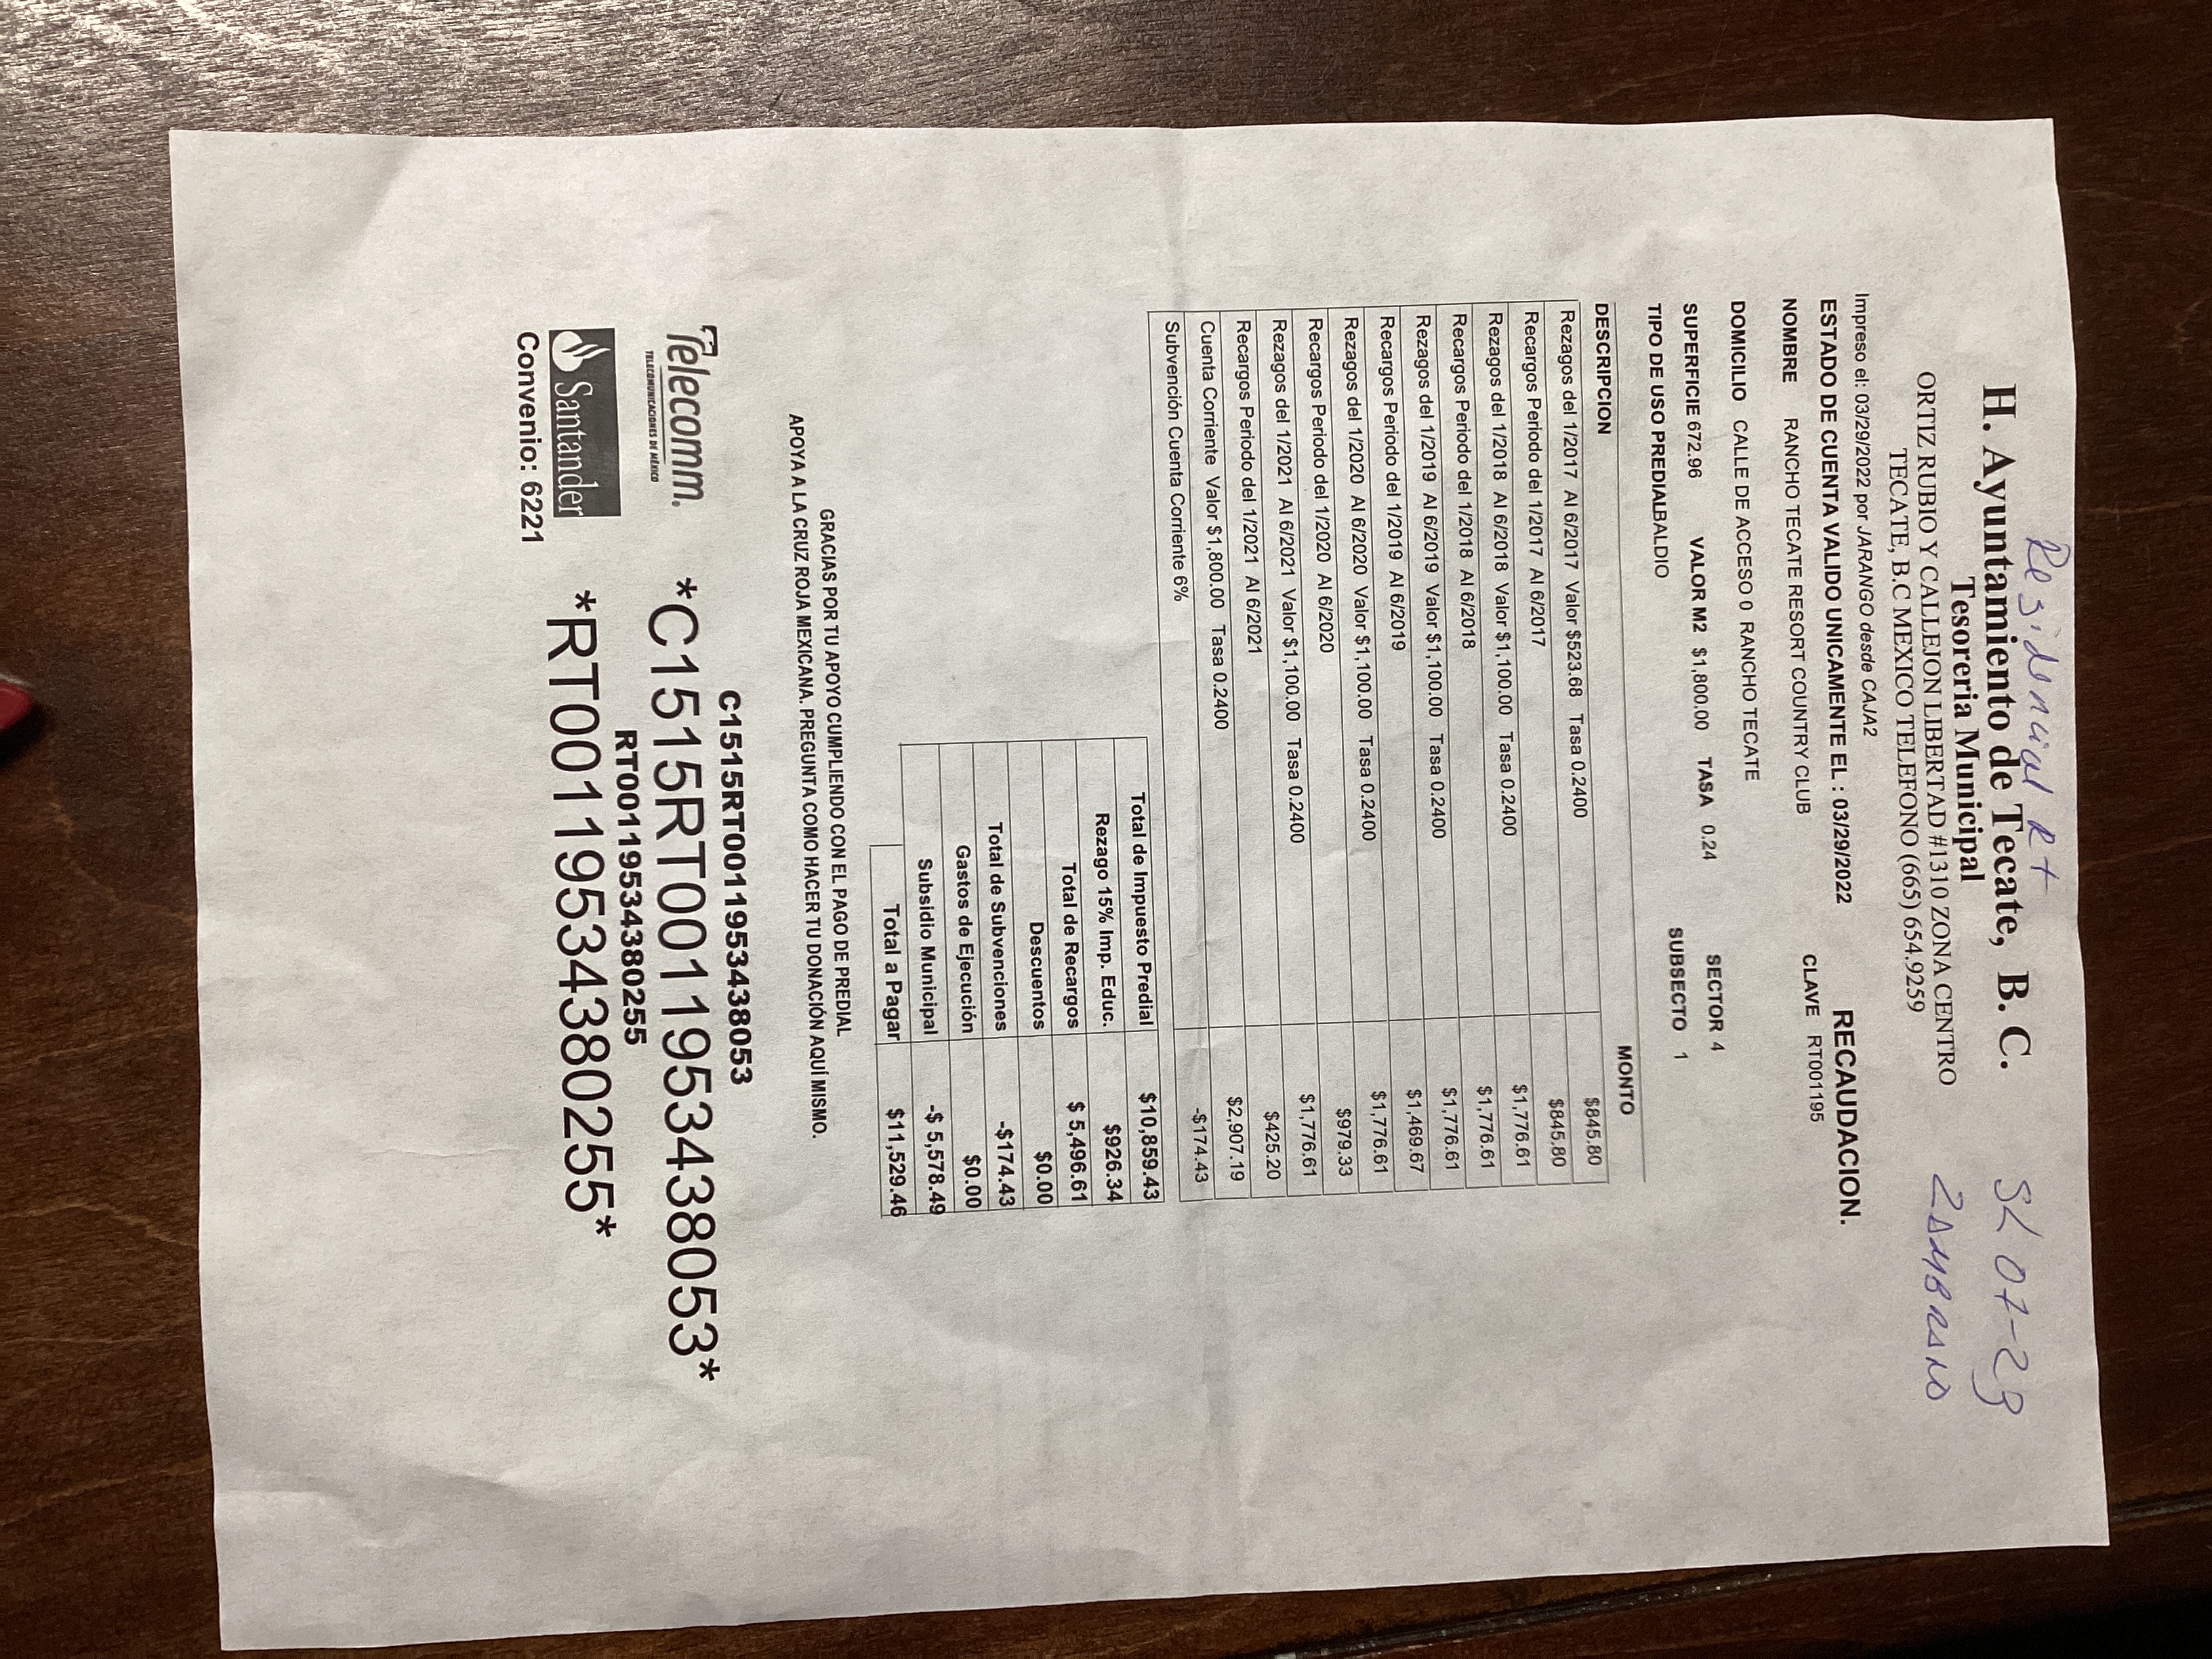 Residencial RT
H. Ayuntamiento de Tecate, B. C.
SL 07-23
Tesoreria Municipal
ORTIZ RUBIO Y CALLEJON LIBERTAD #1310 ZONA CENTRO
TECATE, B.C MEXICO TELEFONO (665) 654.9259
Impreso el: 03/29/2022 por JARANGO desde CAJA2
ESTADO DE CUENTA VALIDO UNICAMENTE EL : 03/29/2022 RECAUDACION.
NOMBRE RANCHO TECATE RESORT COUNTRY CLUB CLAVE RT001195
DOMICILIO CALLE DE ACCESO 0 RANCHO TECATE
SUPERFICIE 672.96 VALOR M2 $1,800.00 TASA 0.24 SECTOR 4
TIPO DE USO PREDIALBALDIO SUBSECTO 1
DESCRIPCION MONTO
Rezagos del 1/2017 Al 6/2017 Valor $523.68 Tasa 0.2400 $845.80
Recargos Periodo del 1/2017 Al 6/2017 $845.80
Rezagos del 1/2018 Al 6/2018 Valor $1,100.00 Tasa 0.2400 $1,776.61
Recargos Periodo del 1/2018 Al 6/2018 $1,776.61
Rezagos del 1/2019 Al 6/2019 Valor $1,100.00 Tasa 0.2400 $1,776.61
Recargos Periodo del 1/2019 Al 6/2019 $1,469.67
Rezagos del 1/2020 Al 6/2020 Valor $1,100.00 Tasa 0.2400 $1,776.61
Recargos Periodo del 1/2020 Al 6/2020 $979.33
Rezagos del 1/2021 Al 6/2021 Valor $1,100.00 Tasa 0.2400 $1,776.61
Recargos Periodo del 1/2021 Al 6/2021 $425.20
Cuenta Corriente Valor $1,800.00 Tasa 0.2400 $2,907.19
Subvención Cuenta Corriente 6% -$174.43
Total de Impuesto Predial $10,859.43
Rezago 15% Imp. Educ. $926.34
Total de Recargos $ 5,496.61
Descuentos $0.00
Total de Subvenciones -$174.43
Gastos de Ejecución $0.00
Subsidio Municipal -$ 5,578.49
Total a Pagar $11,529.46
GRACIAS POR TU APOYO CUMPLIENDO CON EL PAGO DE PREDIAL
APOYA A LA CRUZ ROJA MEXICANA. PREGUNTA COMO HACER TU DONACIÓN AQUÍ MISMO.
C1515RT0011953438053
Telecomm.
TELECOMUNICACIONES DE MÉXICO
*C1515RT0011953438053*
RT00119534380255
Santander
*RT00119534380255*
Convenio: 6221